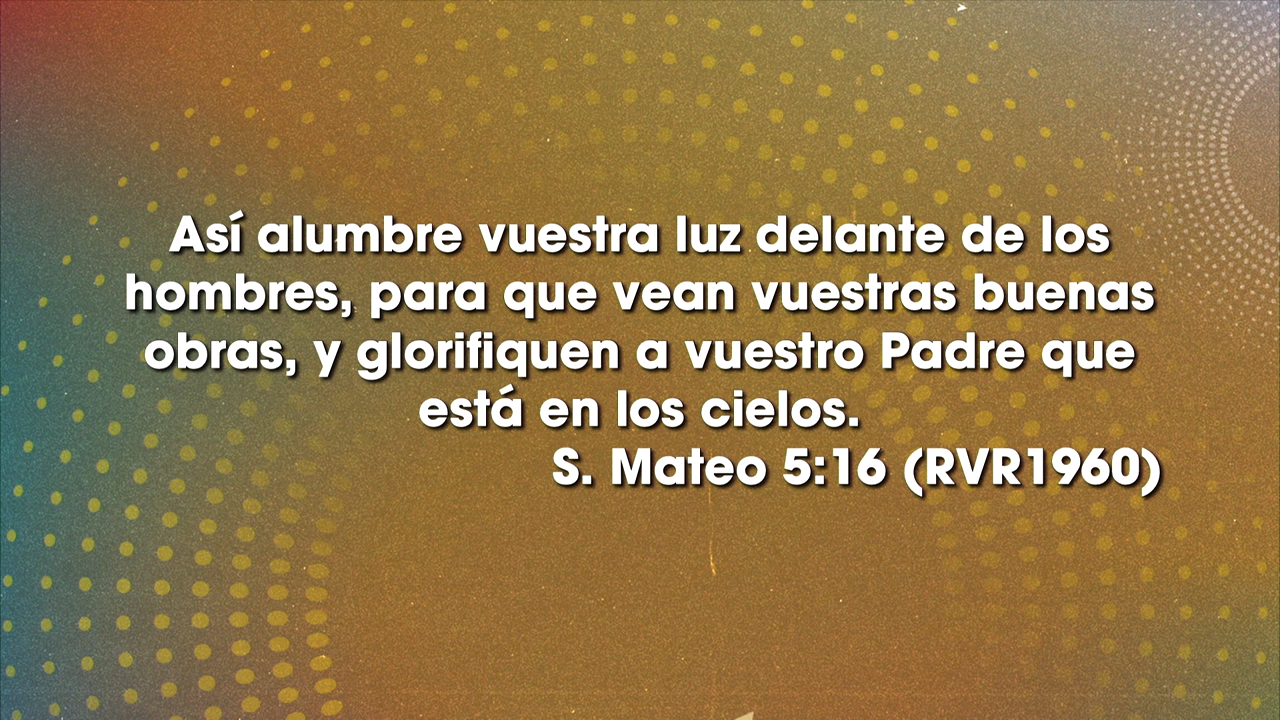 Así alumbre vuestra luz delante de los
hombres, para que vean vuestras buenas
obras, y glorifiquen a vuestro Padre que
está en los cielos.
S. Mateo 5:16 (RVR1960)